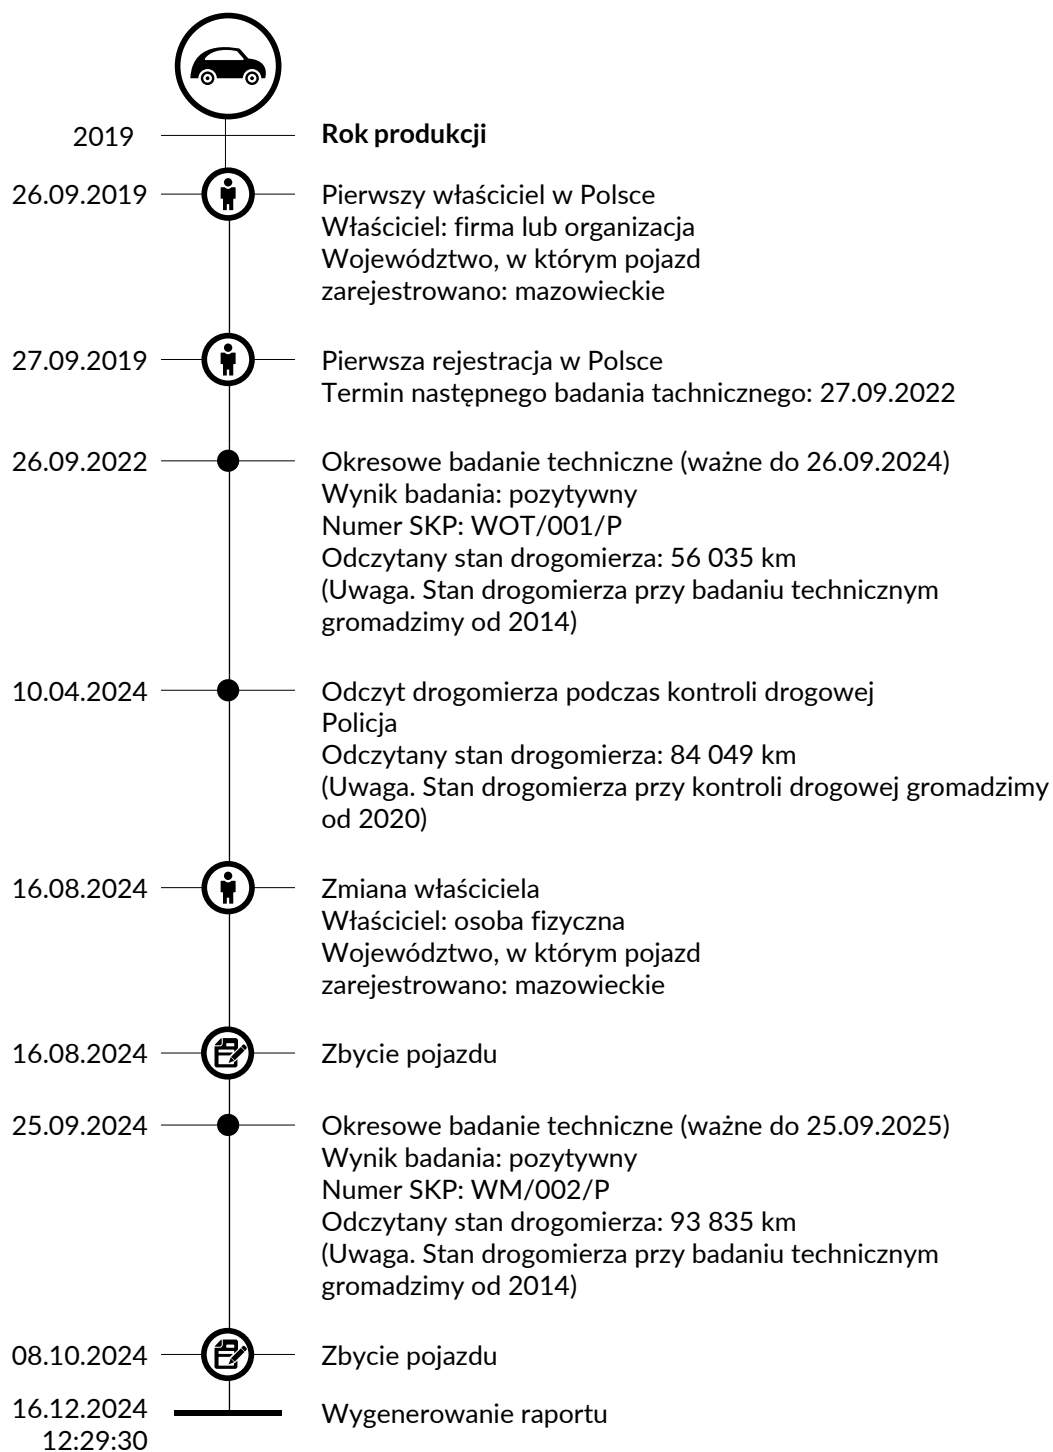 2019 Rok produkcji
26.09.2019 Pierwszy właściciel w Polsce
Właściciel: firma lub organizacja
Województwo, w którym pojazd
zarejestrowano: mazowieckie
27.09.2019 Pierwsza rejestracja w Polsce
Termin następnego badania tachnicznego: 27.09.2022
26.09.2022 Okresowe badanie techniczne (ważne do 26.09.2024)
Wynik badania: pozytywny
Numer SKP: WOT/001/P
Odczytany stan drogomierza: 56 035 km
(Uwaga. Stan drogomierza przy badaniu technicznym
gromadzimy od 2014)
10.04.2024 Odczyt drogomierza podczas kontroli drogowej
Policja
Odczytany stan drogomierza: 84 049 km
(Uwaga. Stan drogomierza przy kontroli drogowej gromadzimy
od 2020)
16.08.2024 Zmiana właściciela
Właściciel: osoba fizyczna
Województwo, w którym pojazd
zarejestrowano: mazowieckie
16.08.2024 Zbycie pojazdu
25.09.2024 Okresowe badanie techniczne (ważne do 25.09.2025)
Wynik badania: pozytywny
Numer SKP: WM/002/P
Odczytany stan drogomierza: 93 835 km
(Uwaga. Stan drogomierza przy badaniu technicznym
gromadzimy od 2014)
08.10.2024 Zbycie pojazdu
16.12.2024 Wygenerowanie raportu
12:29:30